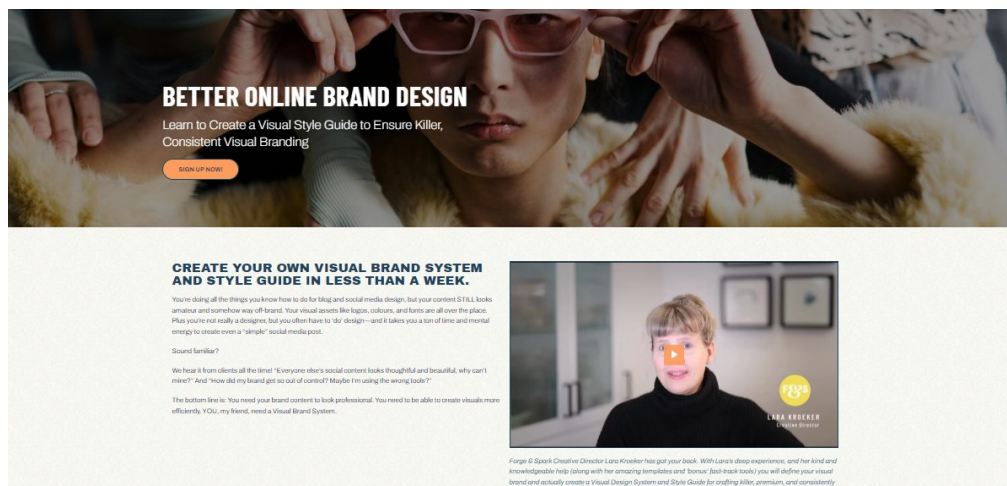 BETTER ONLINE BRAND DESIGN
Learn to Create a Visual Style Guide to Ensure Killer,
Consistent Visual Branding
SIGN UP NOW!
CREATE YOUR OWN VISUAL BRAND SYSTEM
AND STYLE GUIDE IN LESS THAN A WEEK.
You're doing all the things you know how to do for blog and social media design, but your content STILL looks
amateur and somehow way off-brand. Your visual assets like logos, colours, and fonts are all over the place.
Plus you're not really a designer, but you often have to 'do' design—and it takes you a ton of time and mental
energy to create even a "simple" social media post.
Sound familiar?
We hear it from clients all the time! "Everyone else's social content looks thoughtful and beautiful, why can't
mine?" And "How did my brand get so out of control? Maybe I'm using the wrong tools?"
The bottom line is: You need your brand content to look professional. You need to be able to create visuals more
efficiently. YOU, my friend, need a Visual Brand System.
LARA KROEKER
Creative Director
Forge & Spark Creative Director Lara Kroeker has got your back. With Lara's deep experience, and her kind and
knowledgeable help (along with her amazing templates and 'bonus' fast-track tools) you will define your visual
brand and actually create a Visual Design System and Style Guide for crafting killer, premium, and consistently